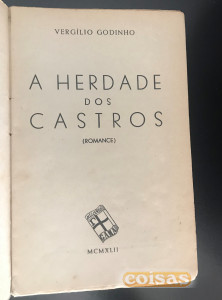 VERGÍLIO GODINHO
A HERDADE
DOS
CASTROS
(ROMANCE)
MCMXLII
coisas